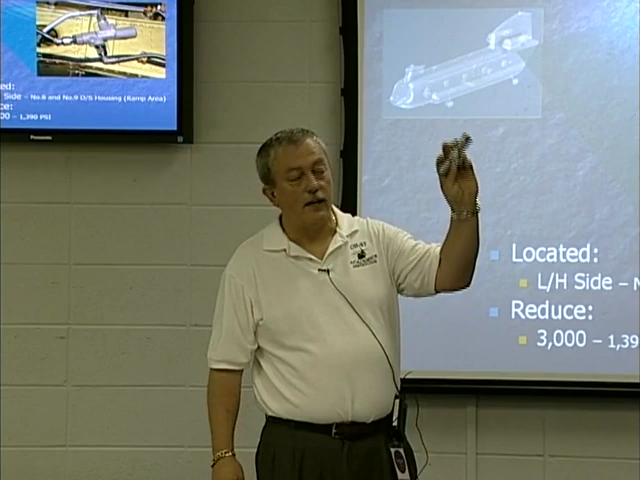 ed:
Side – No.8 and No.9 D/S Housing (Ramp Area)
ce:
00 – 1,390 PSI
Panasonic
Located:
L/H Side –
Reduce:
3,000 – 1,39